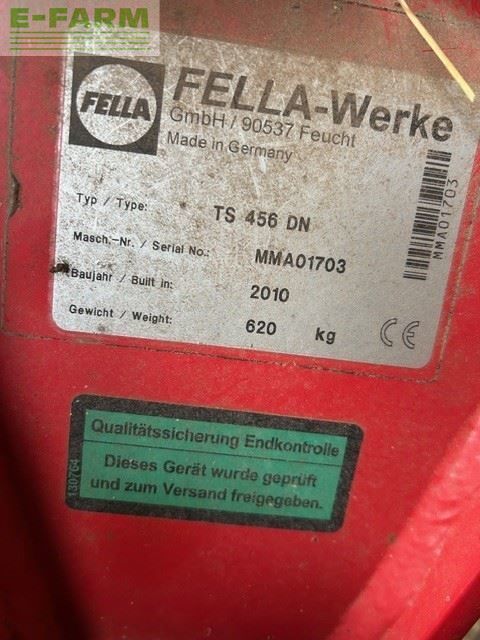 E-FARM
FELLA
FELLA-Werke
GmbH / 90537 Feucht
Made in Germany
Typ / Type: TS 456 DN
Masch.-Nr. / Serial No.: MMA01703
Baujahr / Built in: 2010
Gewicht / Weight: 620 kg
CE
MMA01703
Qualitätssicherung Endkontrolle
Dieses Gerät wurde geprüft
und zum Versand freigegeben.
130764